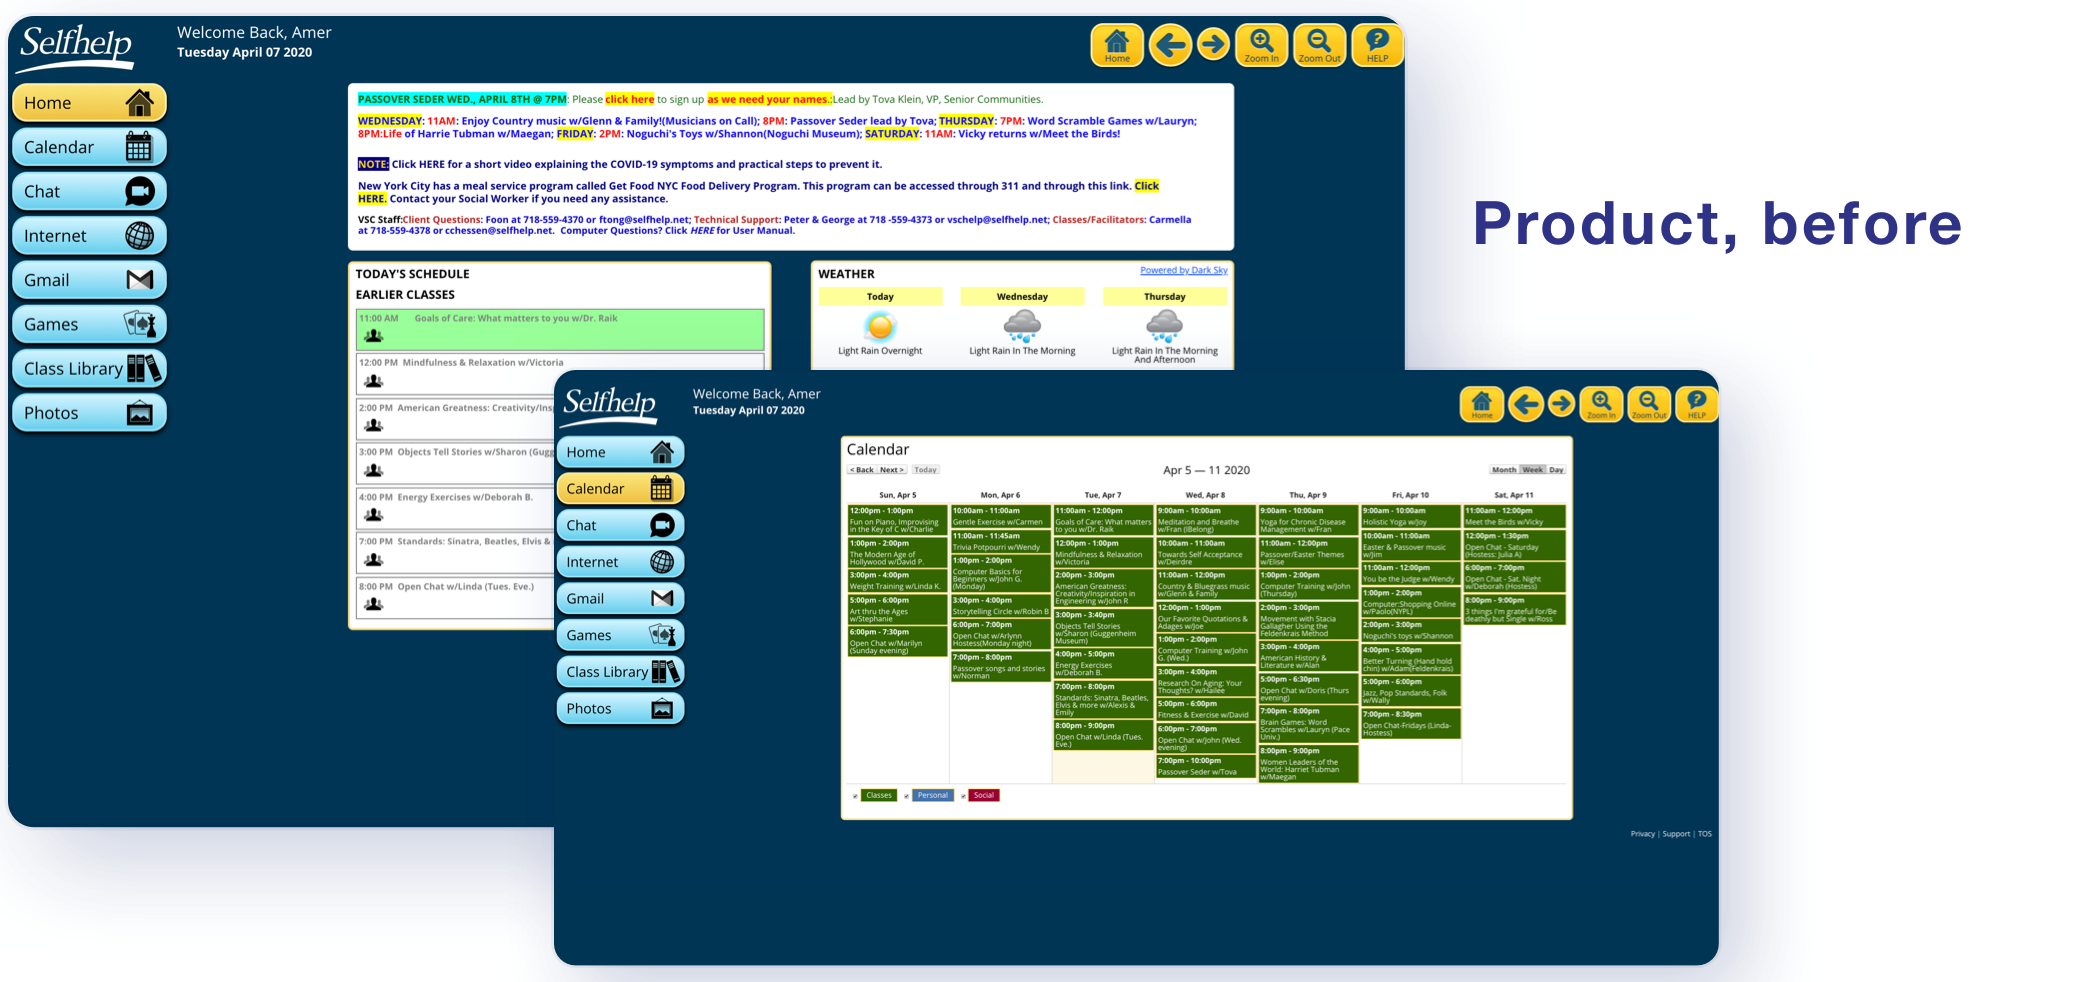 Selfhelp
Welcome Back, Amer
Tuesday April 07 2020
Home
Zoom In
Zoom Out
HELP
Home
Calendar
Chat
Internet
Gmail
Games
Class Library
Photos
PASSOVER SEDER WED., APRIL 8TH @ 7PM: Please click here to sign up as we need your names.:Lead by Tova Klein, VP, Senior Communities.
WEDNESDAY: 11AM: Enjoy Country music w/Glenn & Family!(Musicians on Call); 8PM: Passover Seder lead by Tova; THURSDAY: 7PM: Word Scramble Games w/Lauryn;
8PM:Life of Harrie Tubman w/Maegan; FRIDAY: 2PM: Noguchi's Toys w/Shannon(Noguchi Museum); SATURDAY: 11AM: Vicky returns w/Meet the Birds!
NOTE: Click HERE for a short video explaining the COVID-19 symptoms and practical steps to prevent it.
New York City has a meal service program called Get Food NYC Food Delivery Program. This program can be accessed through 311 and through this link. Click
HERE. Contact your Social Worker if you need any assistance.
VSC Staff:Client Questions: Foon at 718-559-4370 or ftong@selfhelp.net; Technical Support: Peter & George at 718 -559-4373 or vschelp@selfhelp.net; Classes/Facilitators: Carmella
at 718-559-4378 or cchessen@selfhelp.net. Computer Questions? Click HERE for User Manual.
TODAY'S SCHEDULE
EARLIER CLASSES
11:00 AM Goals of Care: What matters to you w/Dr. Raik
12:00 PM Mindfulness & Relaxation w/Victoria
2:00 PM American Greatness: Creativity/Ins
3:00 PM Objects Tell Stories w/Sharon (Gugg
4:00 PM Energy Exercises w/Deborah B.
7:00 PM Standards: Sinatra, Beatles, Elvis &
8:00 PM Open Chat w/Linda (Tues. Eve.)
WEATHER
Powered by Dark Sky
Today
Wednesday
Thursday
Light Rain Overnight
Light Rain In The Morning
Light Rain In The Morning
And Afternoon
Product, before
Selfhelp
Welcome Back, Amer
Tuesday April 07 2020
Home
Zoom In
Zoom Out
HELP
Home
Calendar
Chat
Internet
Gmail
Games
Class Library
Photos
Calendar
< Back Next > Today
Apr 5 — 11 2020
Month Week Day
Sun, Apr 5
12:00pm - 1:00pm
Fun on Piano, Improvising
in the Key of C w/Charlie
1:00pm - 2:00pm
The Modern Age of
Hollywood w/David P.
3:00pm - 4:00pm
Weight Training w/Linda K.
5:00pm - 6:00pm
Art thru the Ages
w/Stephanie
6:00pm - 7:30pm
Open Chat w/Marilyn
(Sunday evening)
Mon, Apr 6
10:00am - 11:00am
Gentle Exercise w/Carmen
11:00am - 11:45am
Trivia Potpourri w/Wendy
1:00pm - 2:00pm
Computer Basics for
Beginners w/John G.
(Monday)
3:00pm - 4:00pm
Storytelling Circle w/Robin B
6:00pm - 7:00pm
Open Chat w/Arlynn
Hostess(Monday night)
7:00pm - 8:00pm
Passover songs and stories
w/Norman
Tue, Apr 7
11:00am - 12:00pm
Goals of Care: What matters
to you w/Dr. Raik
12:00pm - 1:00pm
Mindfulness & Relaxation
w/Victoria
2:00pm - 3:00pm
American Greatness:
Creativity/Inspiration in
Engineering w/John R
3:00pm - 3:40pm
Objects Tell Stories
w/Sharon (Guggenheim
Museum)
4:00pm - 5:00pm
Energy Exercises
w/Deborah B.
7:00pm - 8:00pm
Standards: Sinatra, Beatles,
Elvis & more w/Alexis &
Emily
8:00pm - 9:00pm
Open Chat w/Linda (Tues.
Eve.)
Wed, Apr 8
9:00am - 10:00am
Meditation and Breathe
w/Fran (IBelong)
10:00am - 11:00am
Towards Self Acceptance
w/Deirdre
11:00am - 12:00pm
Country & Bluegrass music
w/Glenn & Family
12:00pm - 1:00pm
Our Favorite Quotations &
Adages w/Joe
1:00pm - 2:00pm
Computer Training w/John
G. (Wed.)
3:00pm - 4:00pm
Research On Aging: Your
Thoughts? w/Hailee
5:00pm - 6:00pm
Fitness & Exercise w/David
6:00pm - 7:00pm
Open Chat w/John (Wed.
evening)
7:00pm - 10:00pm
Passover Seder w/Tova
Thu, Apr 9
9:00am - 10:00am
Yoga for Chronic Disease
Management w/Fran
11:00am - 12:00pm
Passover/Easter Themes
w/Elise
1:00pm - 2:00pm
Computer Training w/John
(Thursday)
2:00pm - 3:00pm
Movement with Stacia
Gallagher Using the
Feldenkrais Method
3:00pm - 4:00pm
American History &
Literature w/Alan
5:00pm - 6:30pm
Open Chat w/Doris (Thurs
evening)
7:00pm - 8:00pm
Brain Games: Word
Scrambles w/Lauryn (Pace
Univ.)
8:00pm - 9:00pm
Women Leaders of the
World: Harriet Tubman
w/Maegan
Fri, Apr 10
9:00am - 10:00am
Holistic Yoga w/Joy
10:00am - 11:00am
Easter & Passover music
w/Jim
11:00am - 12:00pm
You be the Judge w/Wendy
1:00pm - 2:00pm
Computer:Shopping Online
w/Paolo(NYPL)
2:00pm - 3:00pm
Noguchi's toys w/Shannon
4:00pm - 5:00pm
Better Turning (Hand hold
chin) w/Adam(Feldenkrais)
5:00pm - 6:00pm
Jazz, Pop Standards, Folk
w/Wally
7:00pm - 8:30pm
Open Chat-Fridays (Linda-
Hostess)
Sat, Apr 11
11:00am - 12:00pm
Meet the Birds w/Vicky
12:00pm - 1:30pm
Open Chat - Saturday
(Hostess: Julia A)
6:00pm - 7:00pm
Open Chat - Sat. Night
w/Deborah (Hostess)
8:00pm - 9:00pm
3 things I'm grateful for/Be
deathly but Single w/Ross
Classes
Personal
Social
Privacy | Support | TOS